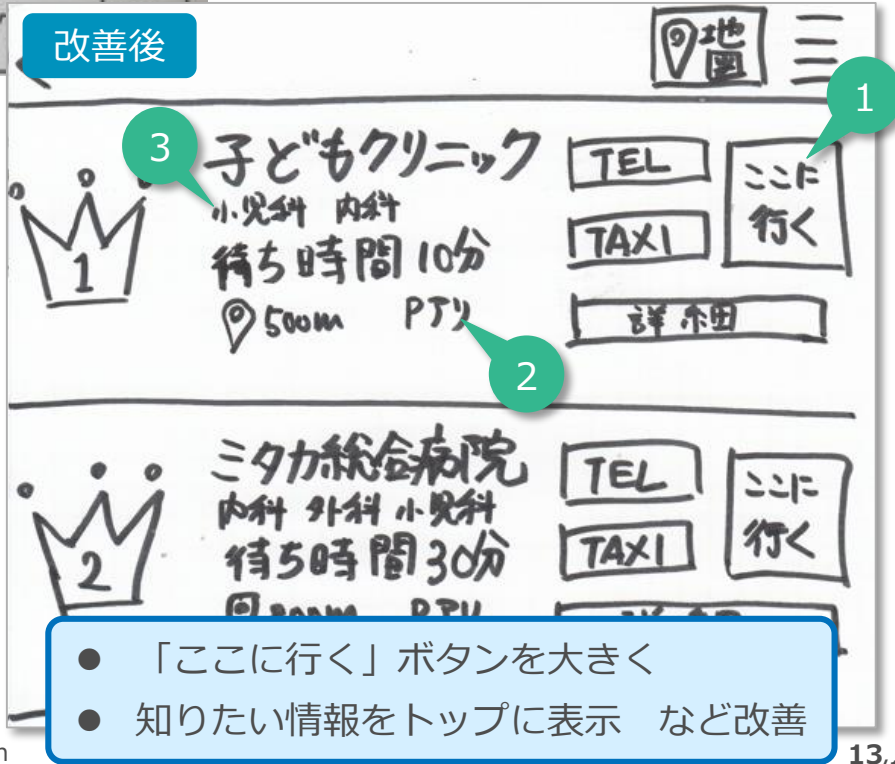 改善後
地図
1
3
子どもクリニック
小児科 内科
待ち時間10分
500m Pアリ
2
TEL
TAXI
ここに
行く
詳細
1
ミタカ総合病院
内科 外科 小児科
待ち時間30分
TEL
TAXI
ここに
行く
2
● 「ここに行く」ボタンを大きく
● 知りたい情報をトップに表示 など改善
13